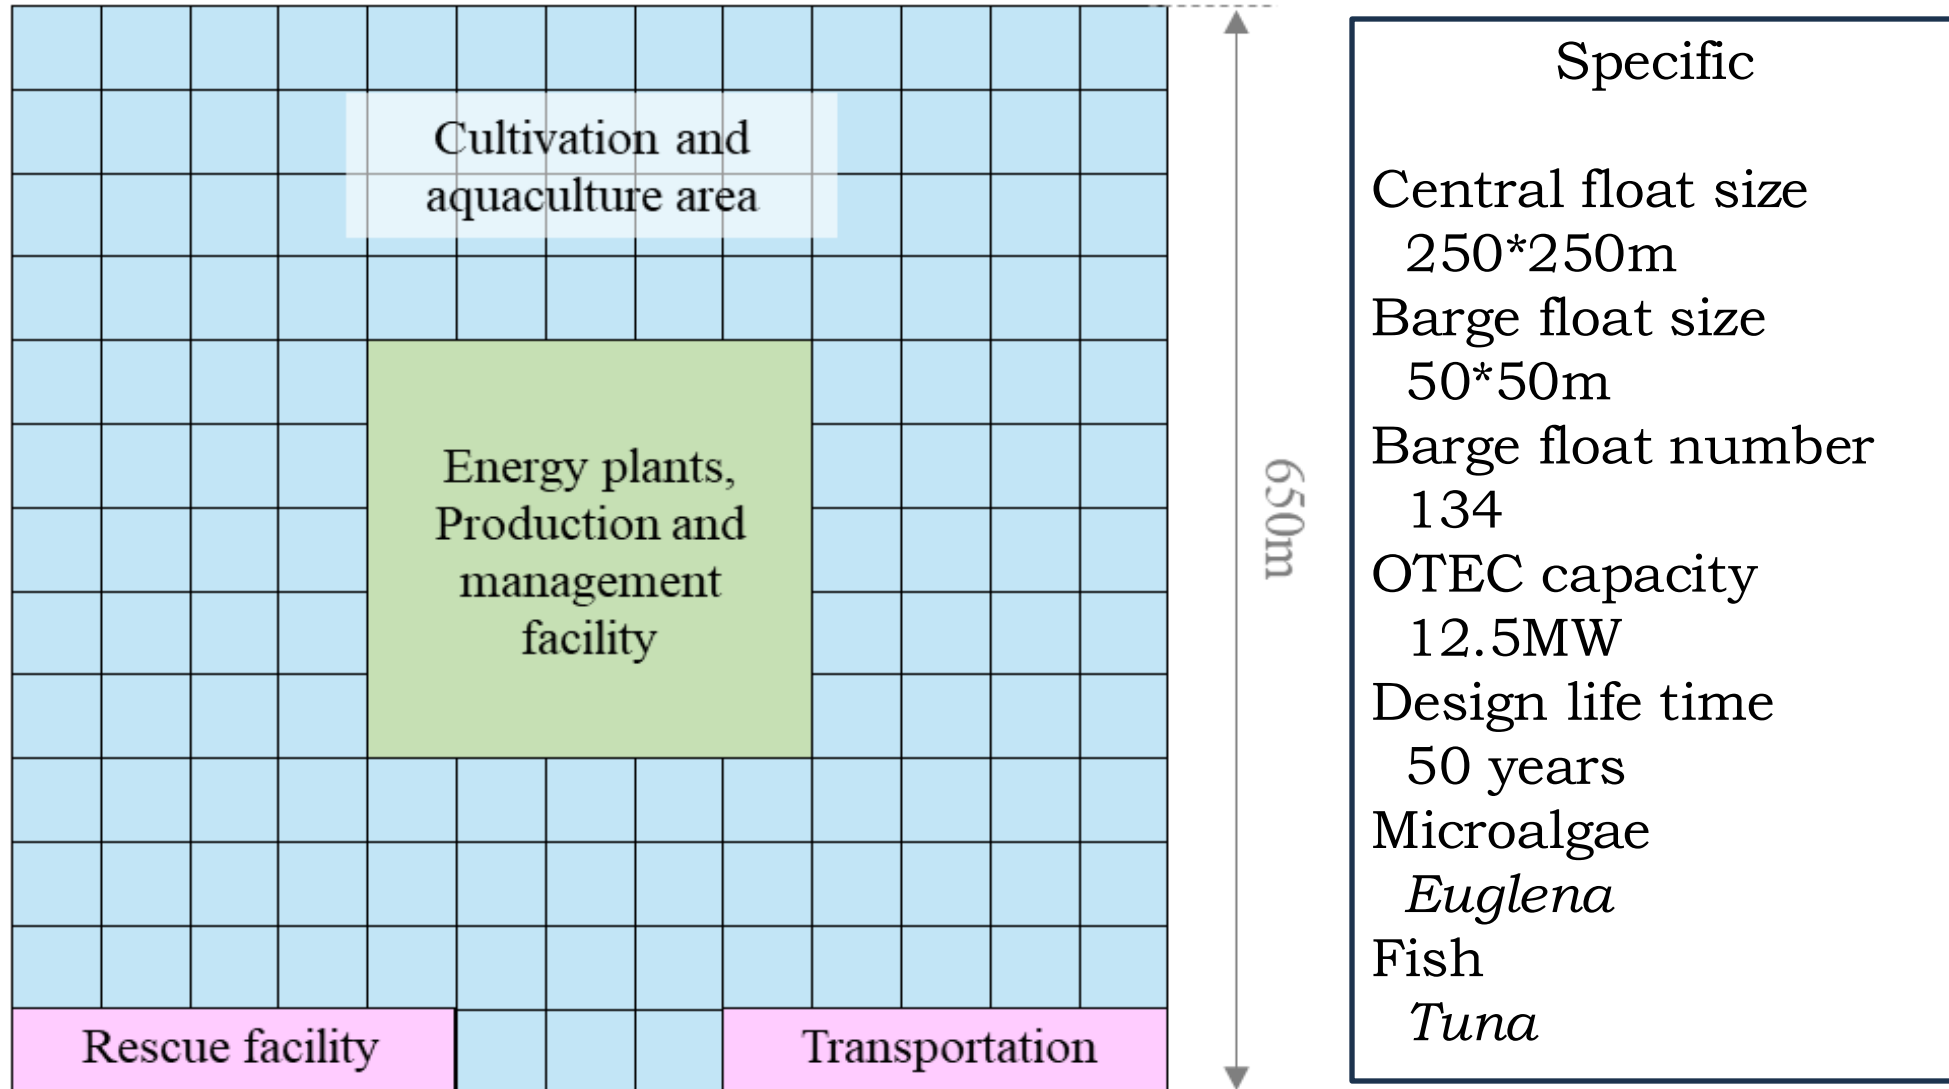 Cultivation and
aquaculture area
Energy plants,
Production and
management
facility
Rescue facility
Transportation
650m
Specific
Central float size
250*250m
Barge float size
50*50m
Barge float number
134
OTEC capacity
12.5MW
Design life time
50 years
Microalgae
Euglena
Fish
Tuna